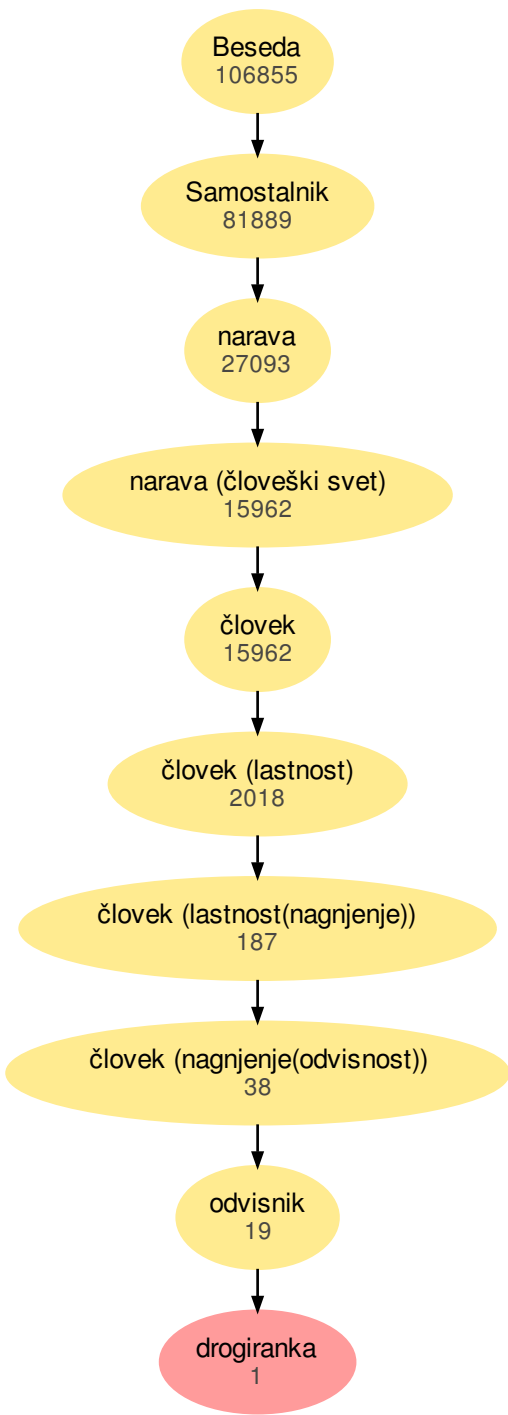 Beseda
106855
Samostalnik
81889
narava
27093
narava (človeški svet)
15962
človek
15962
človek (lastnost)
2018
človek (lastnost(nagnjenje))
187
človek (nagnjenje(odvisnost))
38
odvisnik
19
drogiranka
1